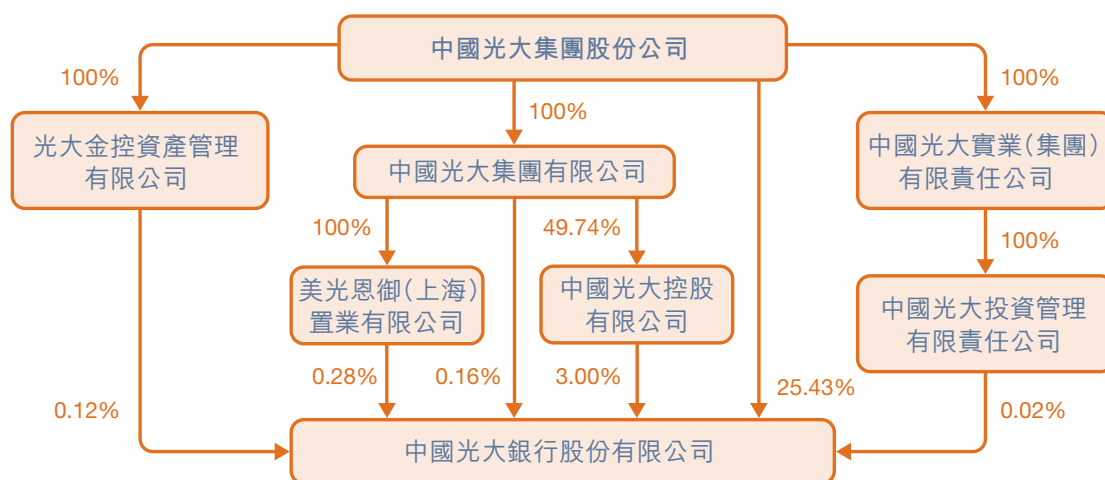 中國光大集團股份公司
100%
100%
100%
光大金控資產管理
有限公司
中國光大集團有限公司
中國光大實業(集團)
有限責任公司
100%
49.74%
100%
美光恩御(上海)
置業有限公司
中國光大控股
有限公司
中國光大投資管理
有限責任公司
0.12%
0.28%
0.16%
3.00%
25.43%
0.02%
中國光大銀行股份有限公司